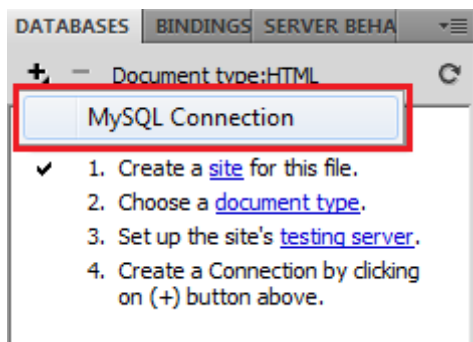 DATABASES BINDINGS SERVER BEHA
Document type:HTML
MySQL Connection
1. Create a site for this file.
2. Choose a document type.
3. Set up the site's testing server.
4. Create a Connection by clicking
on (+) button above.